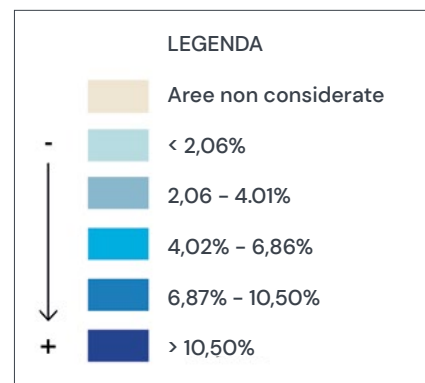 LEGENDA
Aree non considerate
-
< 2,06%
2,06 - 4.01%
4,02% - 6,86%
6,87% - 10,50%
+
> 10,50%